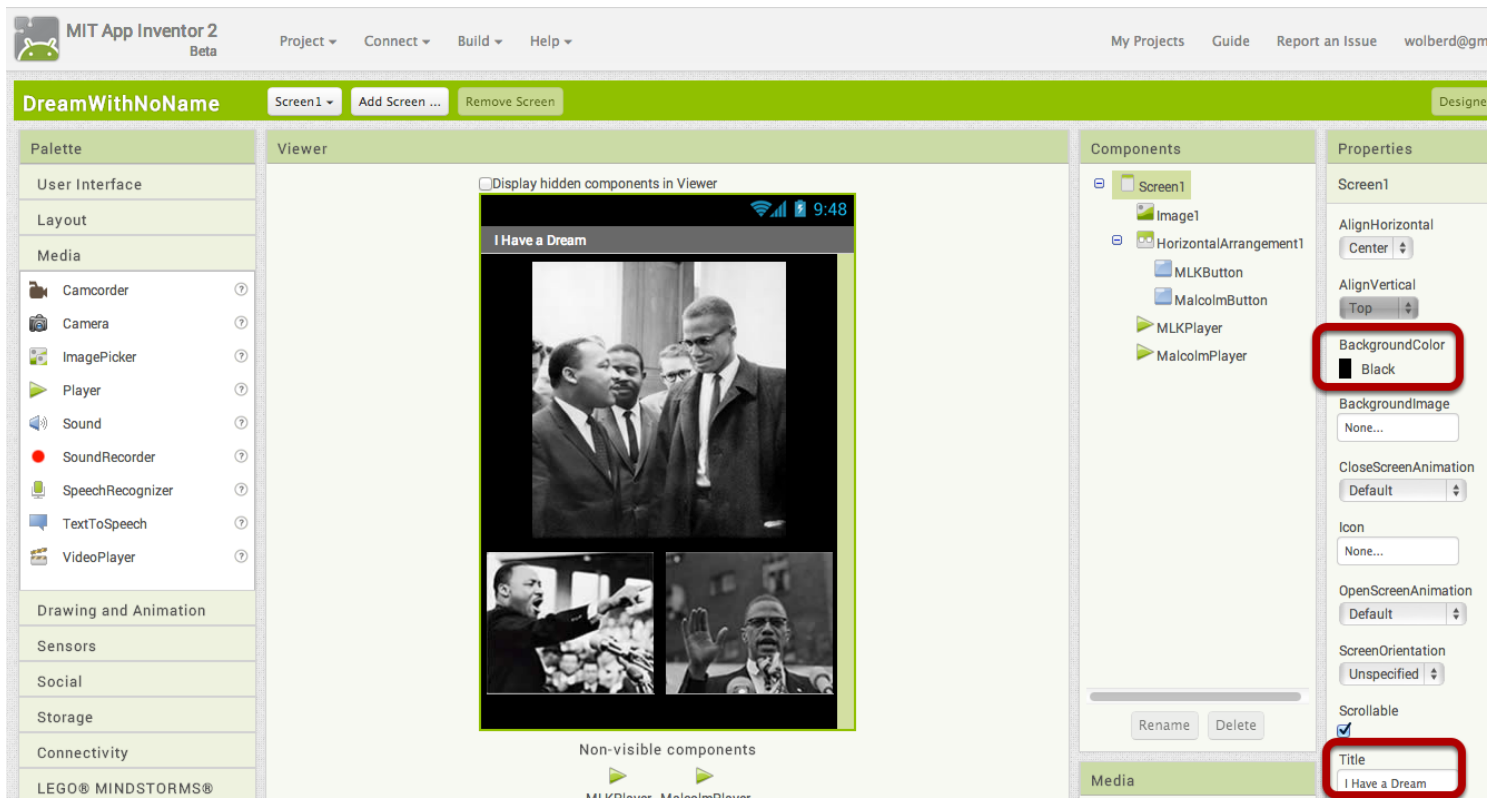 MIT App Inventor 2
Beta
Project
Connect
Build
Help
My Projects
Guide
Report an Issue
wolberd@gm
DreamWithNoName
Screen1
Add Screen ...
Remove Screen
Designe
Palette
User Interface
Layout
Media
Camcorder
?
Camera
?
ImagePicker
?
Player
?
Sound
?
SoundRecorder
?
SpeechRecognizer
?
TextToSpeech
?
VideoPlayer
?
Drawing and Animation
Sensors
Social
Storage
Connectivity
LEGO® MINDSTORMS®
Viewer
Display hidden components in Viewer
9:48
I Have a Dream
Non-visible components
MLKPlayer MalcolmPlayer
Components
Screen1
Image1
HorizontalArrangement1
MLKButton
MalcolmButton
MLKPlayer
MalcolmPlayer
Rename
Delete
Media
Properties
Screen1
AlignHorizontal
Center
AlignVertical
Top
BackgroundColor
Black
BackgroundImage
None...
CloseScreenAnimation
Default
Icon
None...
OpenScreenAnimation
Default
ScreenOrientation
Unspecified
Scrollable
Title
I Have a Dream